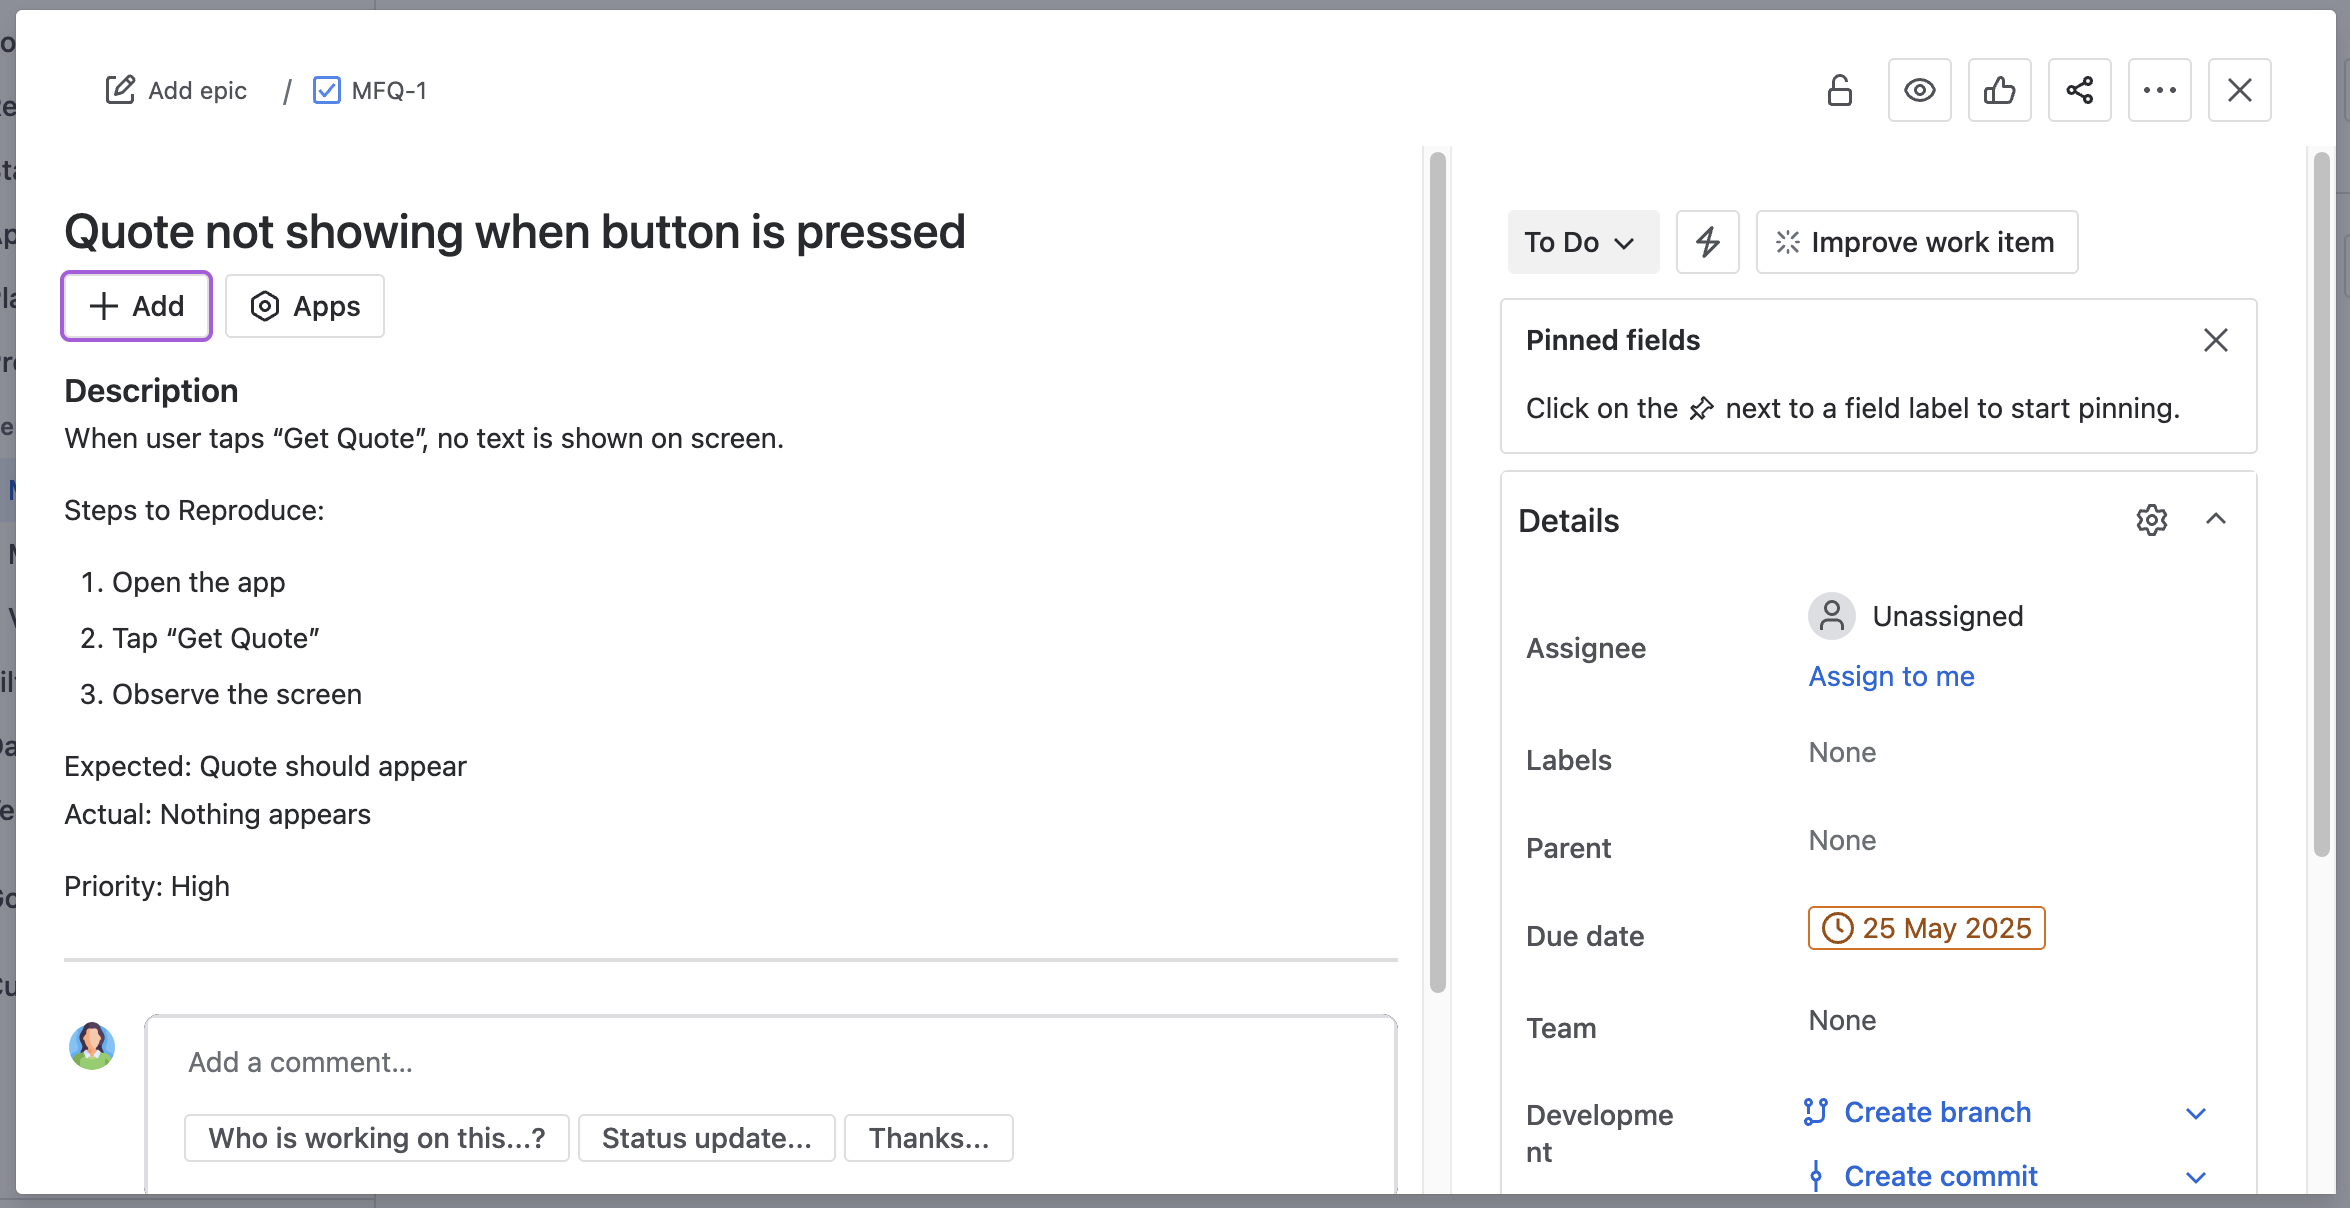 Add epic / MFQ-1
Quote not showing when button is pressed
Add
Apps
Description
When user taps “Get Quote”, no text is shown on screen.
Steps to Reproduce:
1. Open the app
2. Tap “Get Quote”
3. Observe the screen
Expected: Quote should appear
Actual: Nothing appears
Priority: High
Add a comment...
Who is working on this...?
Status update...
Thanks...
To Do
Improve work item
Pinned fields
Click on the next to a field label to start pinning.
Details
Assignee
Unassigned
Assign to me
Labels
None
Parent
None
Due date
25 May 2025
Team
None
Developme
nt
Create branch
Create commit